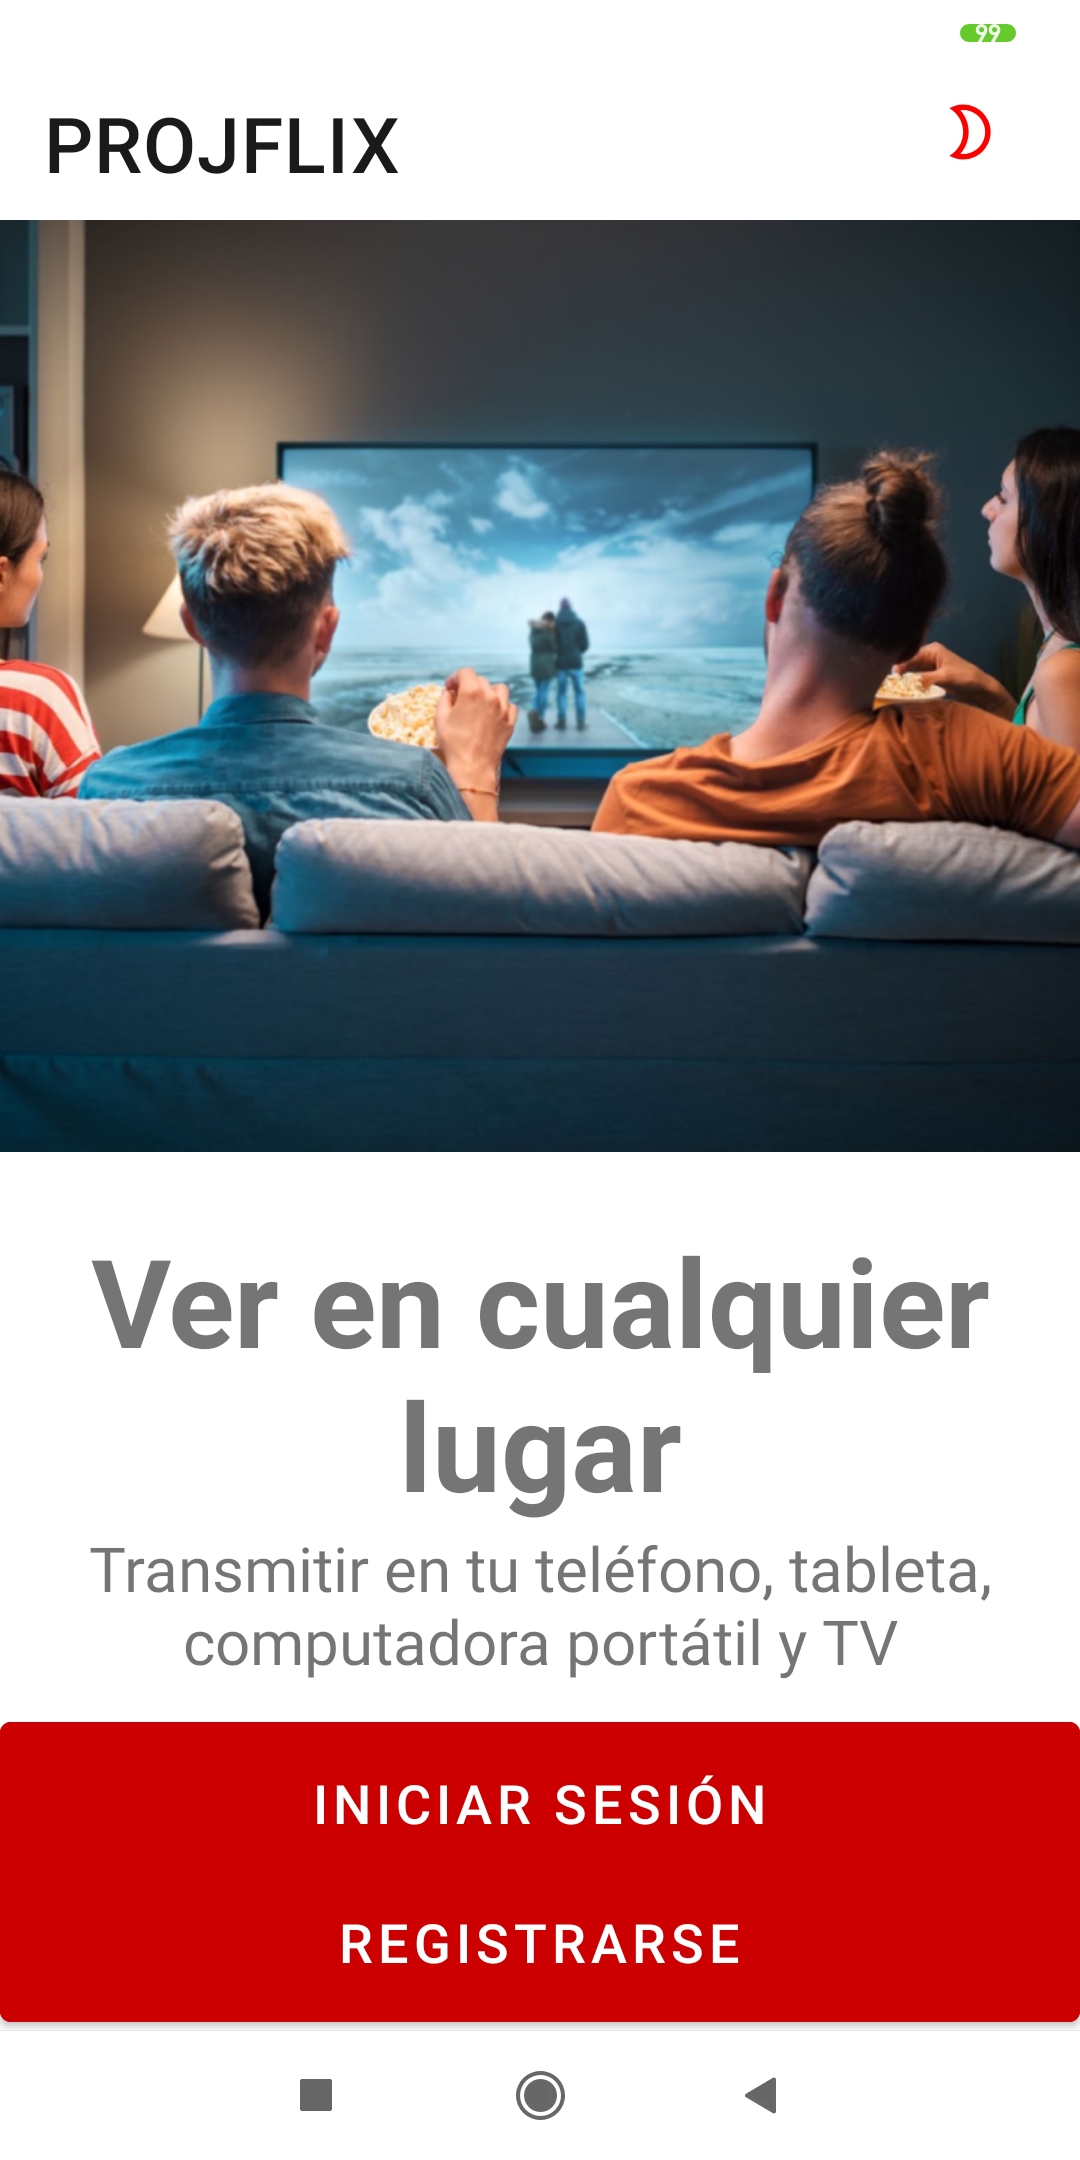 99
PROJFLIX
Ver en cualquier
lugar
Transmitir en tu teléfono, tableta,
computadora portátil y TV
INICIAR SESIÓN
REGISTRARSE